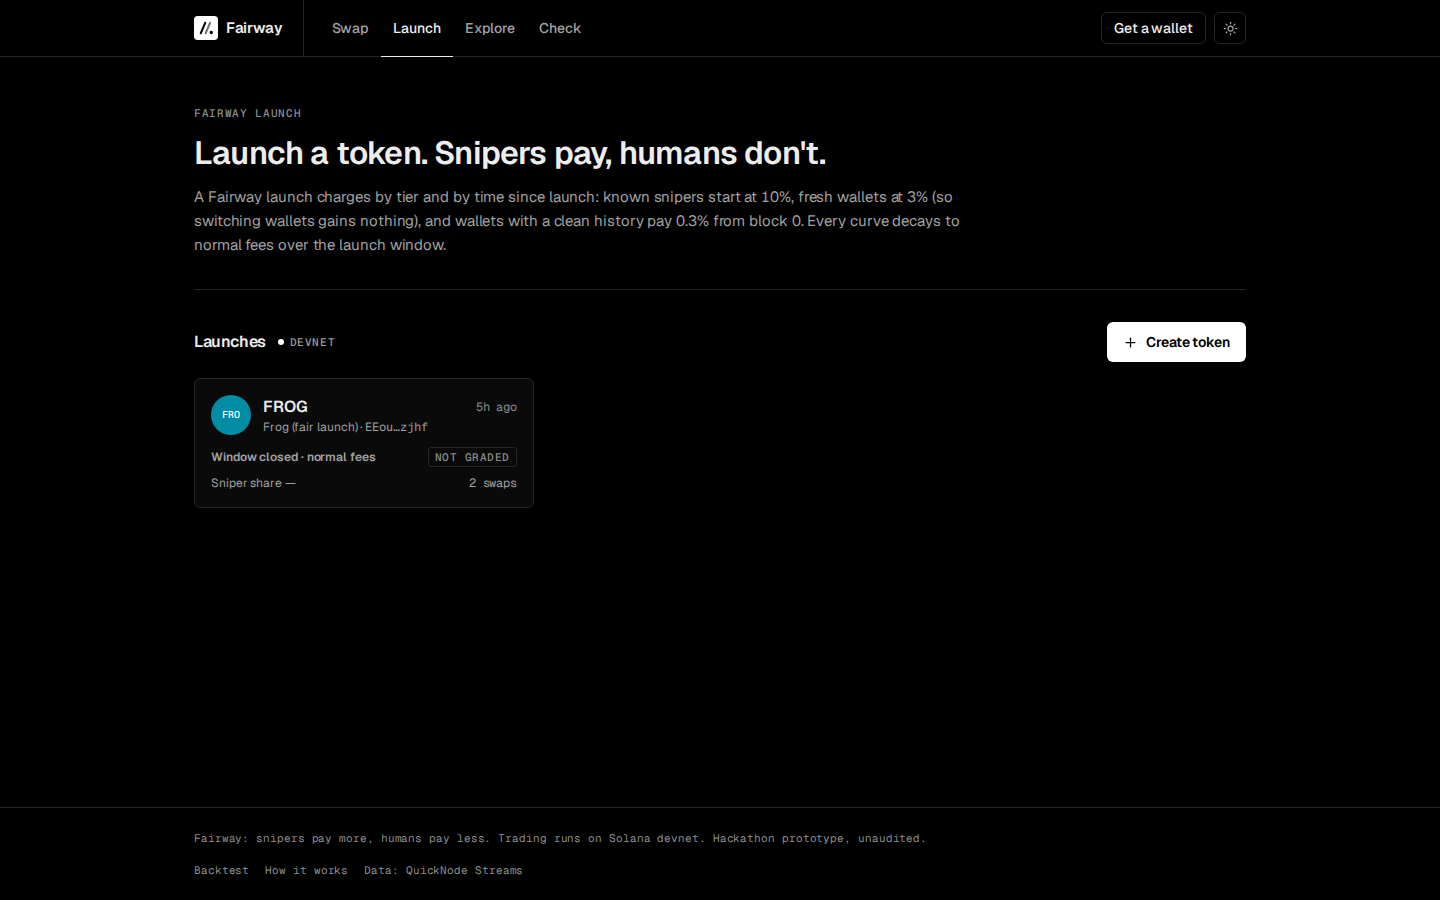 Fairway
Swap
Launch
Explore
Check
Get a wallet
FAIRWAY LAUNCH
Launch a token. Snipers pay, humans don't.
A Fairway launch charges by tier and by time since launch: known snipers start at 10%, fresh wallets at 3% (so
switching wallets gains nothing), and wallets with a clean history pay 0.3% from block 0. Every curve decays to
normal fees over the launch window.
Launches
DEVNET
Create token
FRO
FROG
5h ago
Frog (fair launch) · EEou…zjhf
Window closed · normal fees
NOT GRADED
Sniper share —
2 swaps
Fairway: snipers pay more, humans pay less. Trading runs on Solana devnet. Hackathon prototype, unaudited.
Backtest
How it works
Data: QuickNode Streams